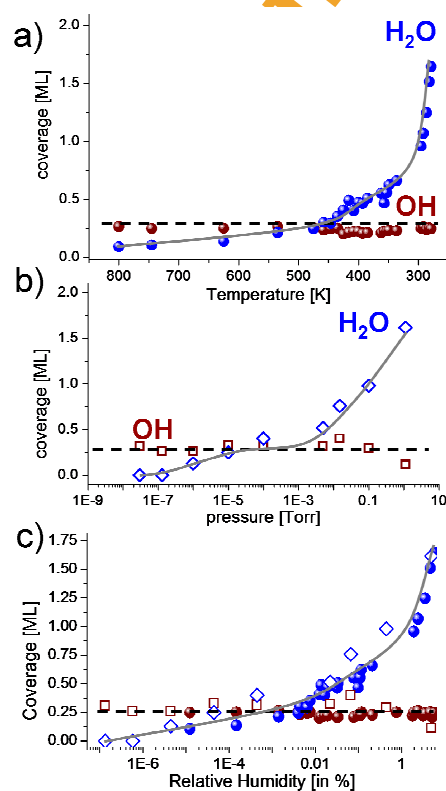 a)
H2O
2.0
1.5
1.0
0.5
0.0
coverage [ML]
OH
800 700 600 500 400 300
Temperature [K]
b)
2.0
1.5
1.0
0.5
0.0
coverage [ML]
H2O
OH
1E-9 1E-7 1E-5 1E-3 0.1 10
pressure [Torr]
c)
1.75
1.50
1.25
1.00
0.75
0.50
0.25
0.00
Coverage [ML]
1E-6 1E-4 0.01 1
Relative Humidity [in %]